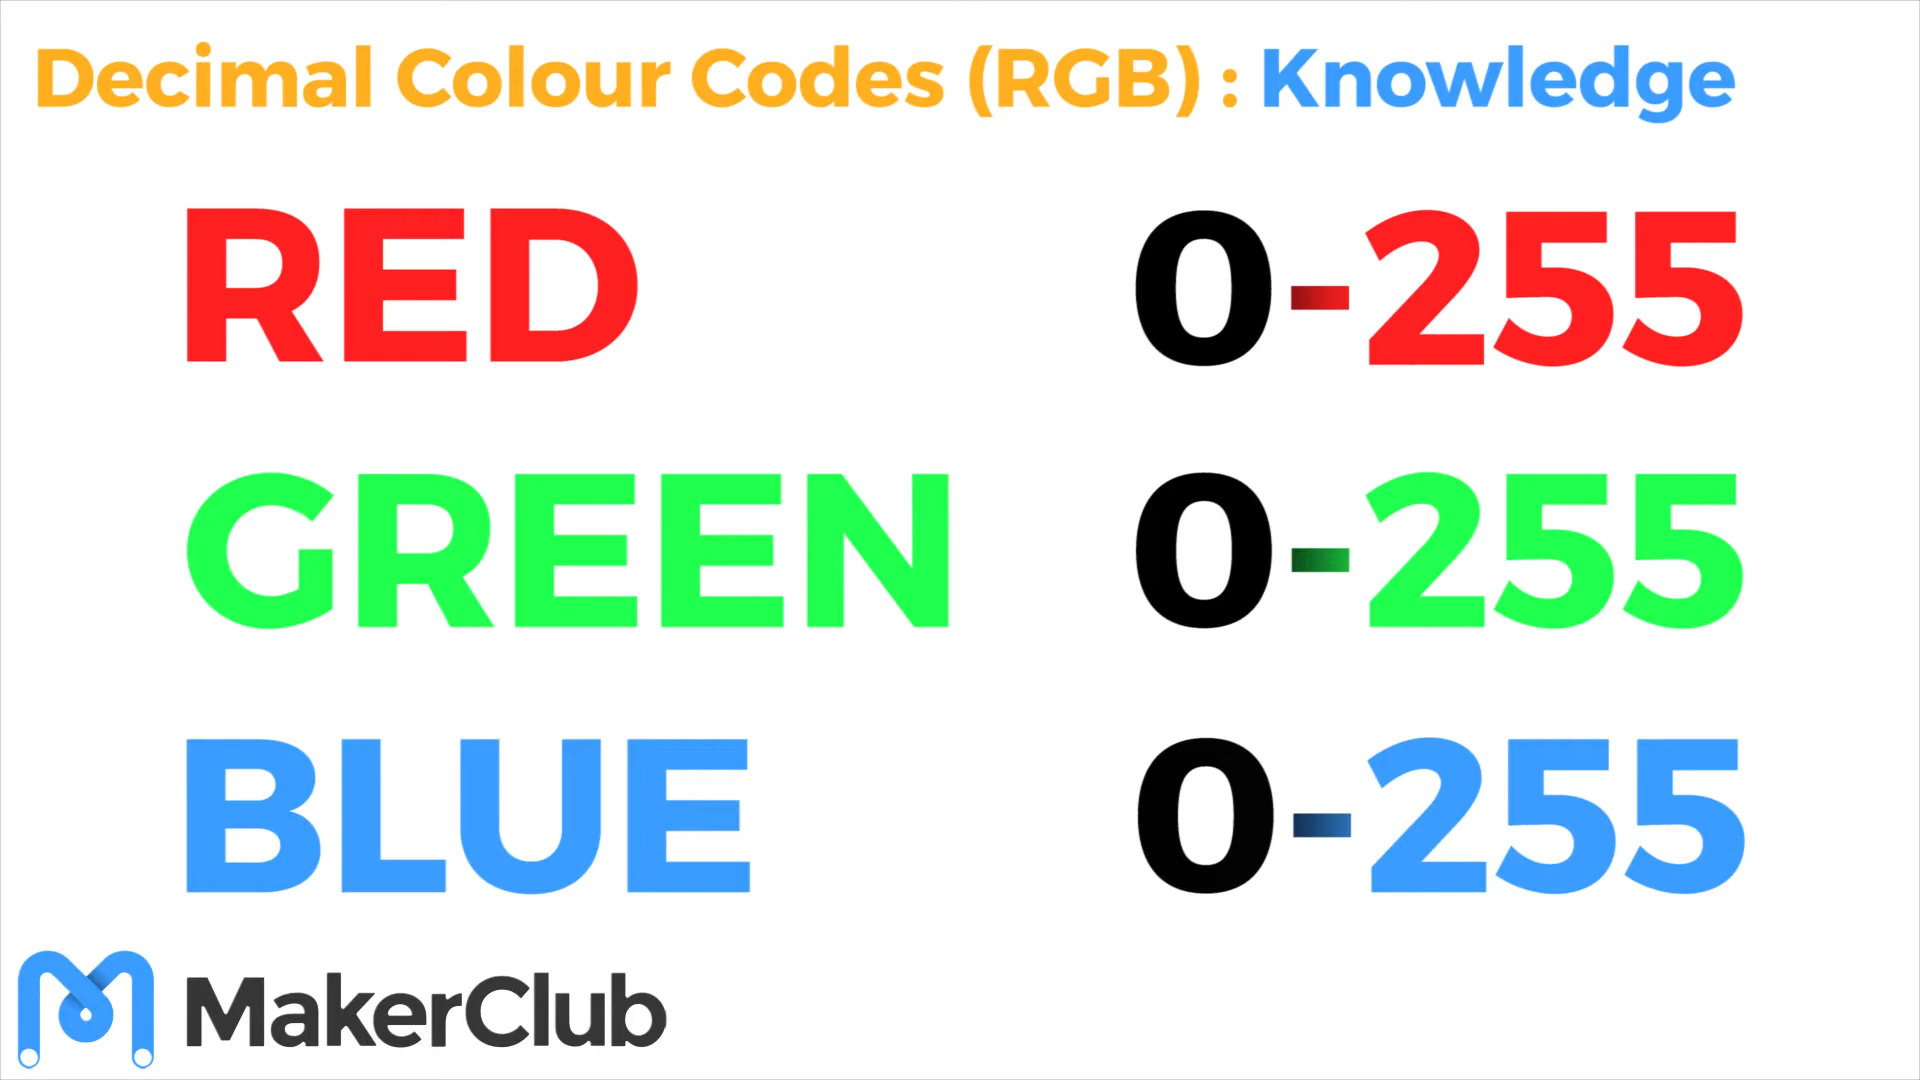 Decimal Colour Codes (RGB) : Knowledge
RED 0-255
GREEN 0-255
BLUE 0-255
MakerClub